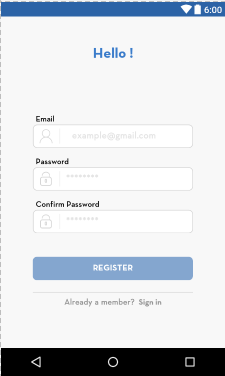 6:00
Hello !
Email
example@gmail.com
Password
********
Confirm Password
********
REGISTER
Already a member? Sign in